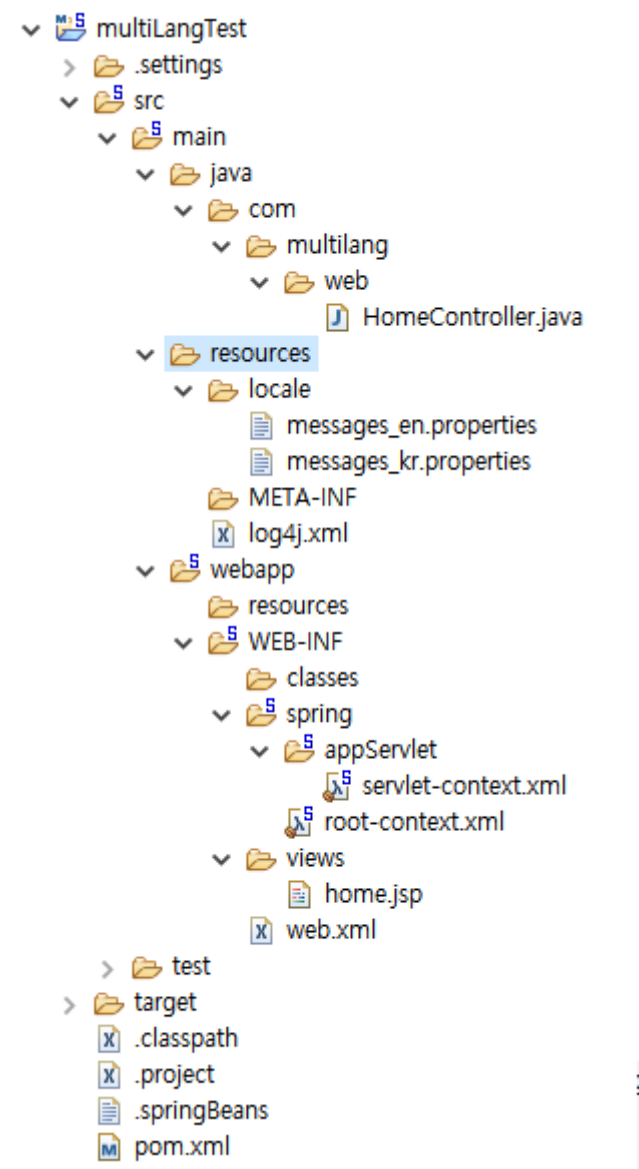 multiLangTest
.settings
src
main
java
com
multilang
web
HomeController.java
resources
locale
messages_en.properties
messages_kr.properties
META-INF
log4j.xml
webapp
resources
WEB-INF
classes
spring
appServlet
servlet-context.xml
root-context.xml
views
home.jsp
web.xml
test
target
.classpath
.project
.springBeans
pom.xml